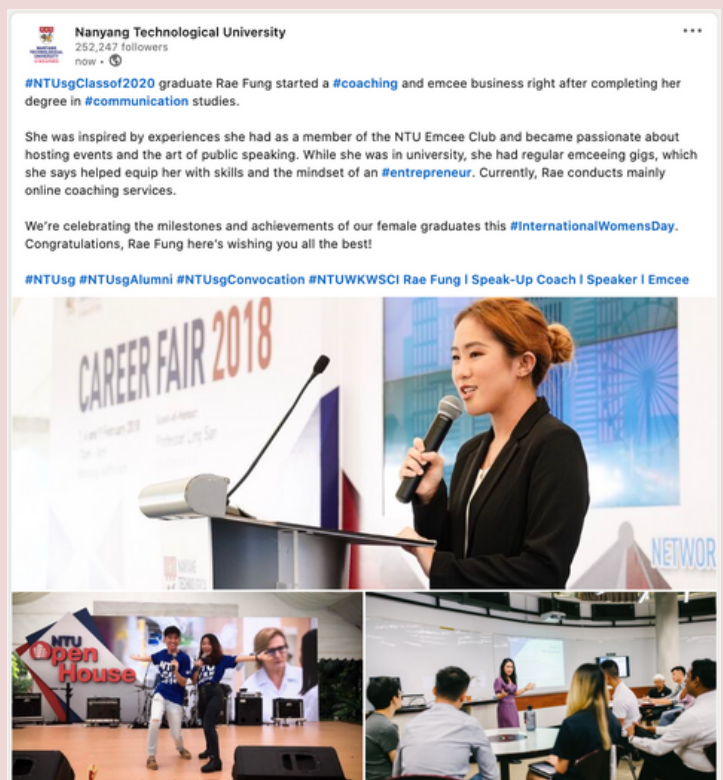 Nanyang Technological University
252,247 followers
now •
#NTUsgClassof2020 graduate Rae Fung started a #coaching and emcee business right after completing her
degree in #communication studies.
She was inspired by experiences she had as a member of the NTU Emcee Club and became passionate about
hosting events and the art of public speaking. While she was in university, she had regular emceeing gigs, which
she says helped equip her with skills and the mindset of an #entrepreneur. Currently, Rae conducts mainly
online coaching services.
We're celebrating the milestones and achievements of our female graduates this #InternationalWomensDay.
Congratulations, Rae Fung here's wishing you all the best!
#NTUsg #NTUsgAlumni #NTUsgConvocation #NTUWKWSCI Rae Fung I Speak-Up Coach I Speaker I Emcee
CAREER FAIR 2018
NETWOR
NTU
Open
House